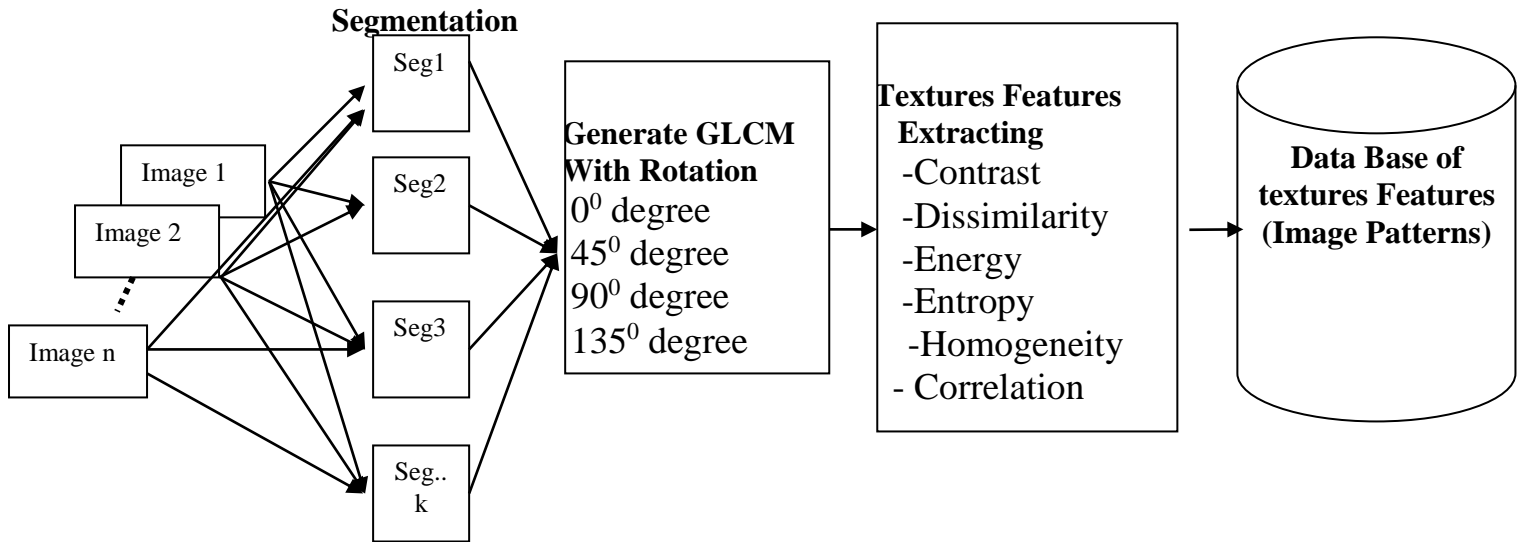 Segmentation
Image 1
Image 2
Image n
Seg1
Seg2
Seg3
Seg..
k
Generate GLCM
With Rotation
0⁰ degree
45⁰ degree
90⁰ degree
135⁰ degree
Textures Features
Extracting
-Contrast
-Dissimilarity
-Energy
-Entropy
-Homogeneity
- Correlation
Data Base of
textures Features
(Image Patterns)